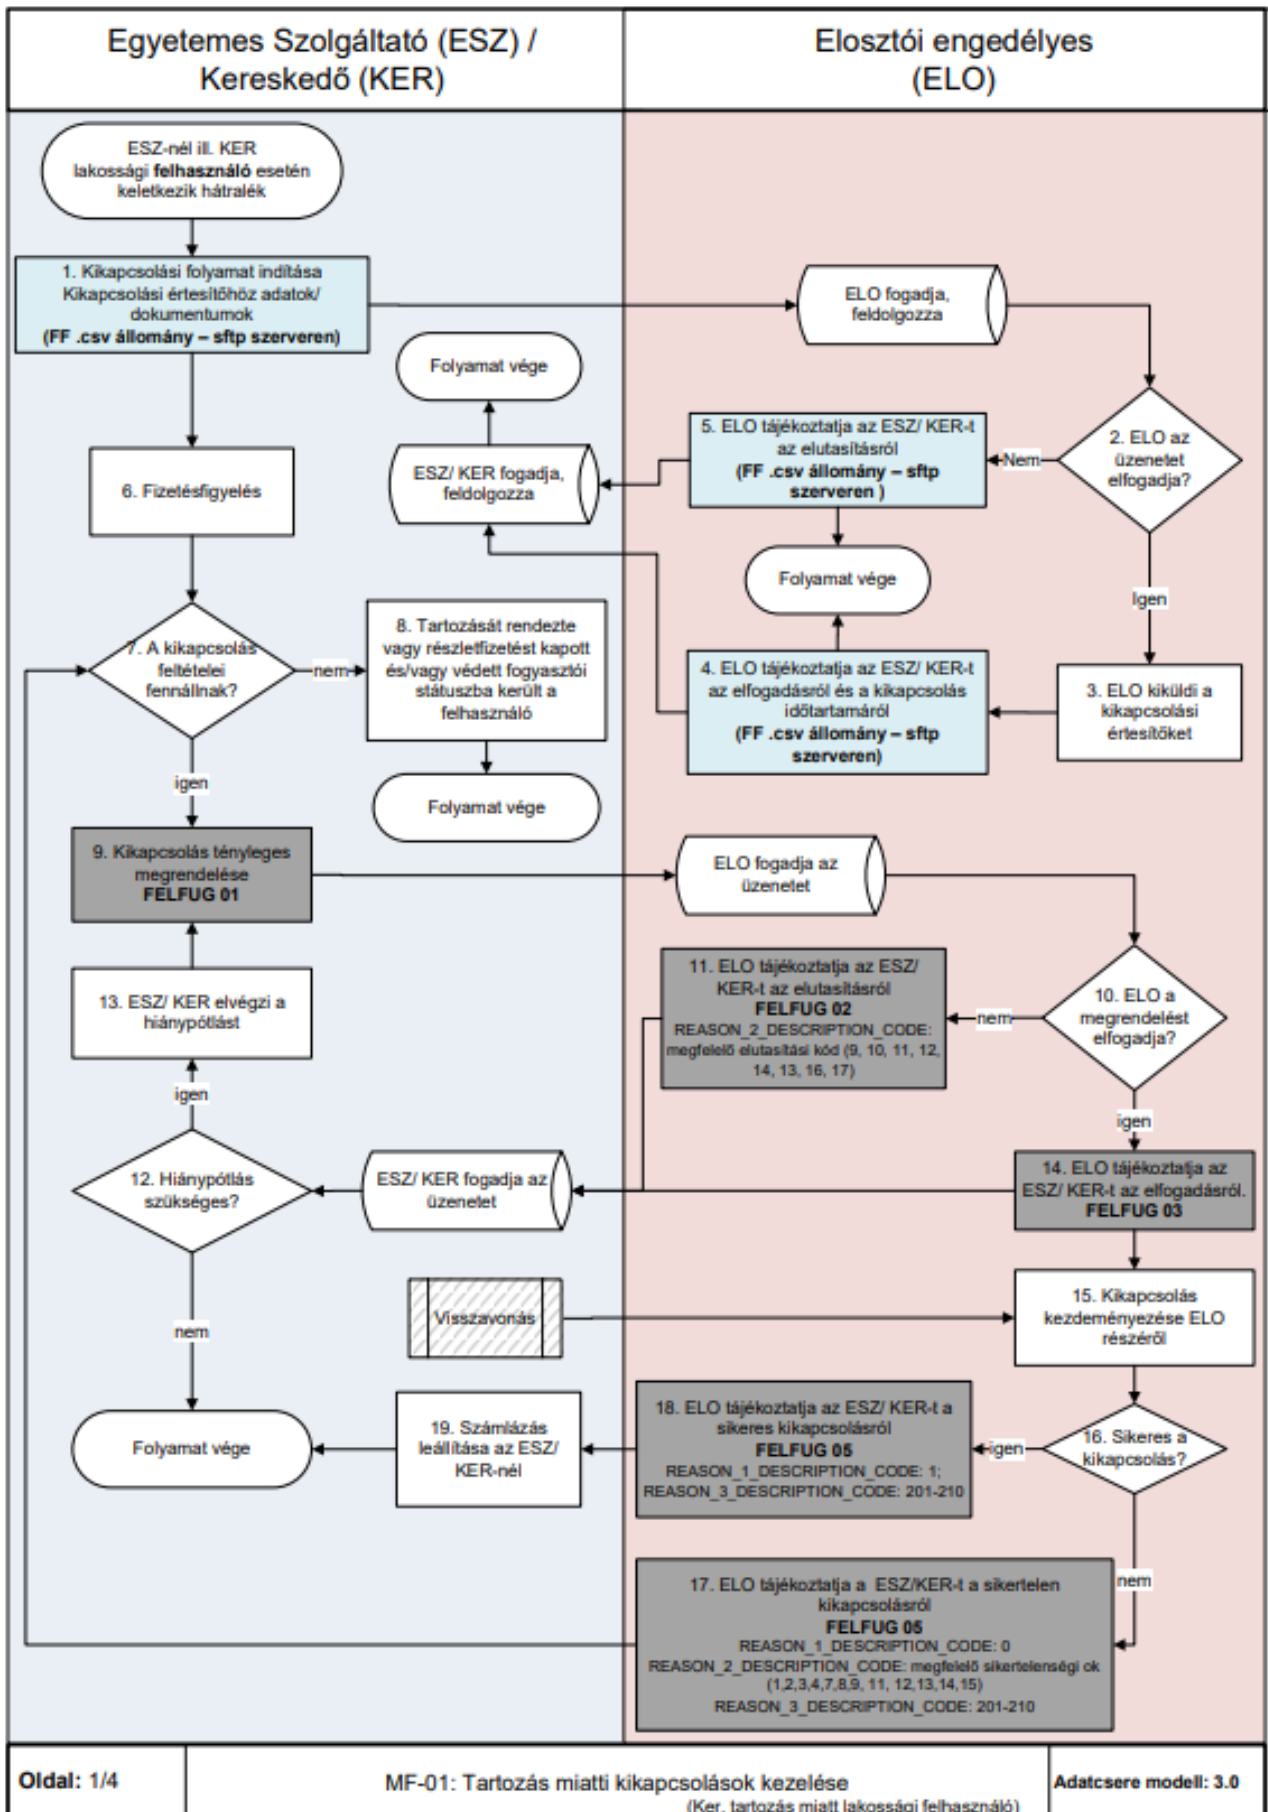 Egyetemes Szolgáltató (ESZ) /
Kereskedő (KER)
Elosztói engedélyes
(ELO)
ESZ-nél ill. KER
lakossági felhasználó esetén
keletkezik hátralék
1. Kikapcsolási folyamat indítása
Kikapcsolási értesítőhöz adatok/
dokumentumok
(FF .csv állomány – sftp szerveren)
ELO fogadja,
feldolgozza
Folyamat vége
2. ELO az
üzenetet
elfogadja?
Nem
5. ELO tájékoztatja az ESZ/ KER-t
az elutasításról
(FF .csv állomány – sftp
szerveren )
ESZ/ KER fogadja,
feldolgozza
6. Fizetésfigyelés
Folyamat vége
Igen
7. A kikapcsolás
feltételei
fennállnak?
nem
8. Tartozását rendezte
vagy részletfizetést kapott
és/vagy védett fogyasztói
státuszba került a
felhasználó
4. ELO tájékoztatja az ESZ/ KER-t
az elfogadásról és a kikapcsolás
időtartamáról
(FF .csv állomány – sftp
szerveren)
3. ELO kiküldi a
kikapcsolási
értesítőket
igen
Folyamat vége
9. Kikapcsolás tényleges
megrendelése
FELFUG 01
ELO fogadja az
üzenetet
10. ELO a
megrendelést
elfogadja?
nem
11. ELO tájékoztatja az ESZ/
KER-t az elutasításról
FELFUG 02
REASON_2_DESCRIPTION_CODE:
megfelelő elutasítási kód (9, 10, 11, 12,
14, 13, 16, 17)
13. ESZ/ KER elvégzi a
hiánypótlást
igen
igen
12. Hiánypótlás
szükséges?
ESZ/ KER fogadja az
üzenetet
14. ELO tájékoztatja az
ESZ/ KER-t az elfogadásról.
FELFUG 03
nem
Visszavonás
15. Kikapcsolás
kezdeményezése ELO
részéről
Folyamat vége
19. Számlázás
leállítása az ESZ/
KER-nél
18. ELO tájékoztatja az ESZ/ KER-t a
sikeres kikapcsolásról
FELFUG 05
REASON_1_DESCRIPTION_CODE: 1;
REASON_3_DESCRIPTION_CODE: 201-210
igen
16. Sikeres a
kikapcsolás?
nem
17. ELO tájékoztatja a ESZ/KER-t a sikertelen
kikapcsolásról
FELFUG 05
REASON_1_DESCRIPTION_CODE: 0
REASON_2_DESCRIPTION_CODE: megfelelő sikertelenségi ok
(1,2,3,4,7,8,9, 11, 12,13,14,15)
REASON_3_DESCRIPTION_CODE: 201-210
Oldal: 1/4
MF-01: Tartozás miatti kikapcsolások kezelése
(Ker. tartozás miatt lakossági felhasználó)
Adatcsere modell: 3.0